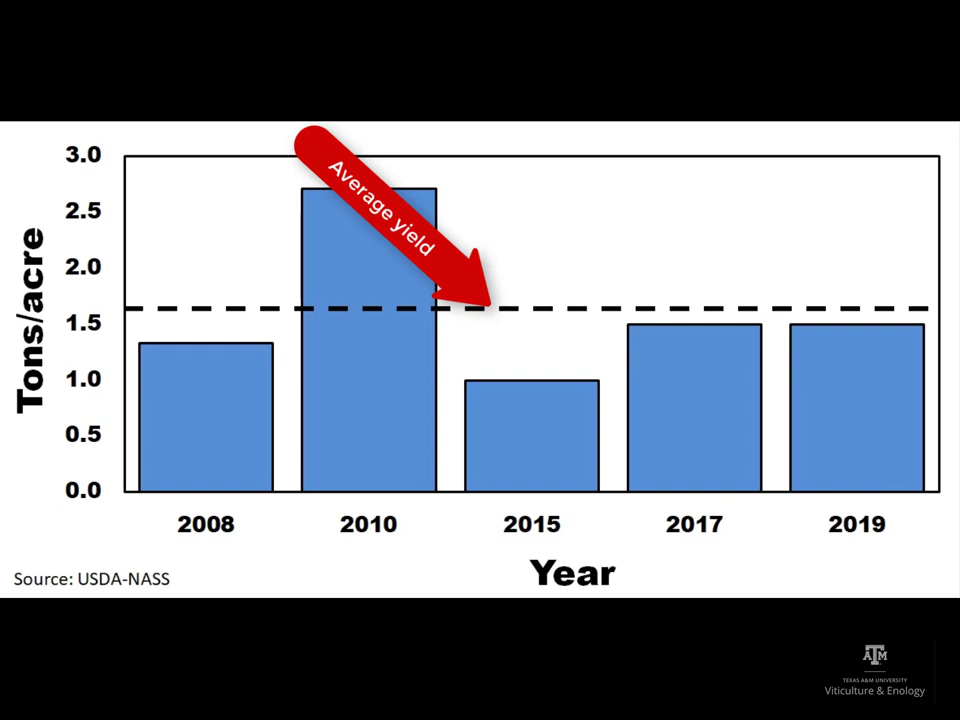 3.0
2.5
2.0
1.5
1.0
0.5
0.0
Tons/acre
Average yield
2008 2010 2015 2017 2019
Year
Source: USDA-NASS
ATM
TEXAS A&M UNIVERSITY
Viticulture & Enology